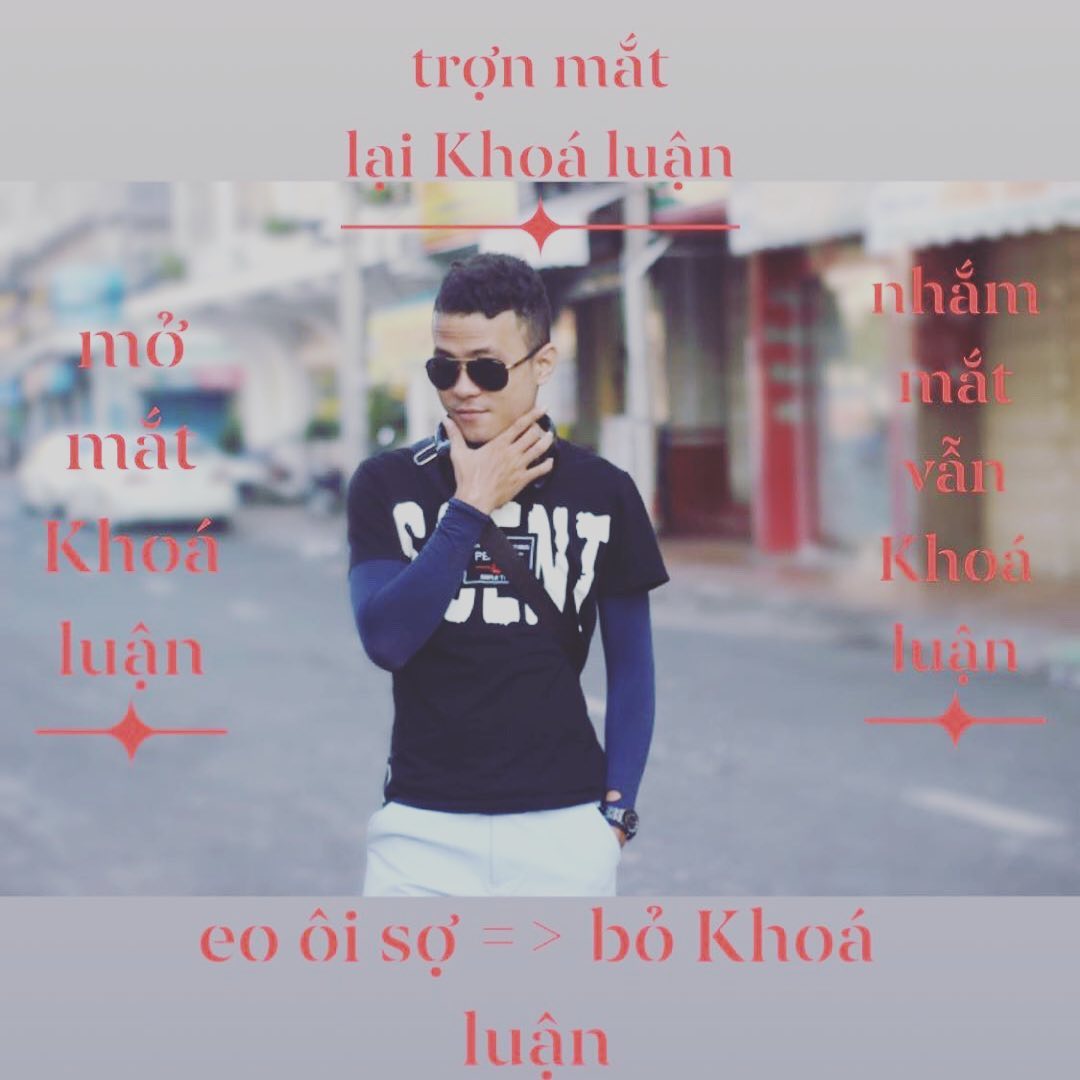 trợn mắt
lại Khoá luận
mở
mắt
Khoá
luận
nhắm
mắt
vẫn
Khoá
luận
eo ôi sợ => bỏ Khoá
luận